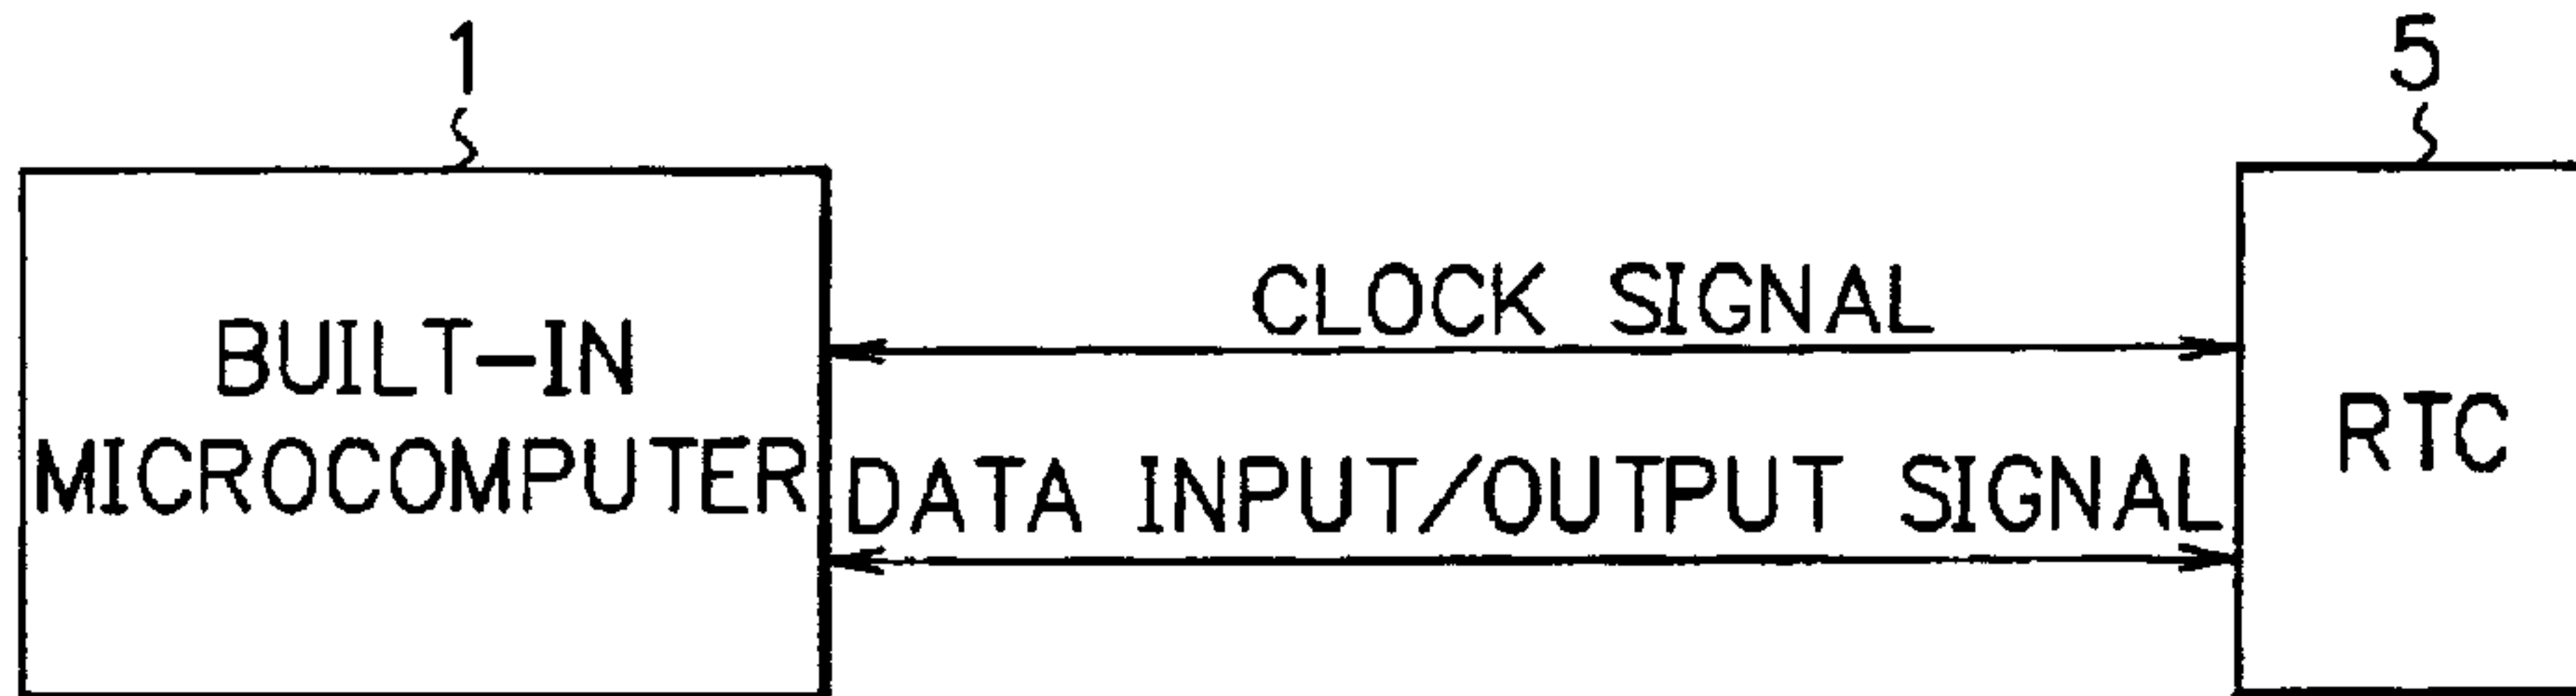 1
5
BUILT-IN
MICROCOMPUTER
CLOCK SIGNAL
DATA INPUT/OUTPUT SIGNAL
RTC